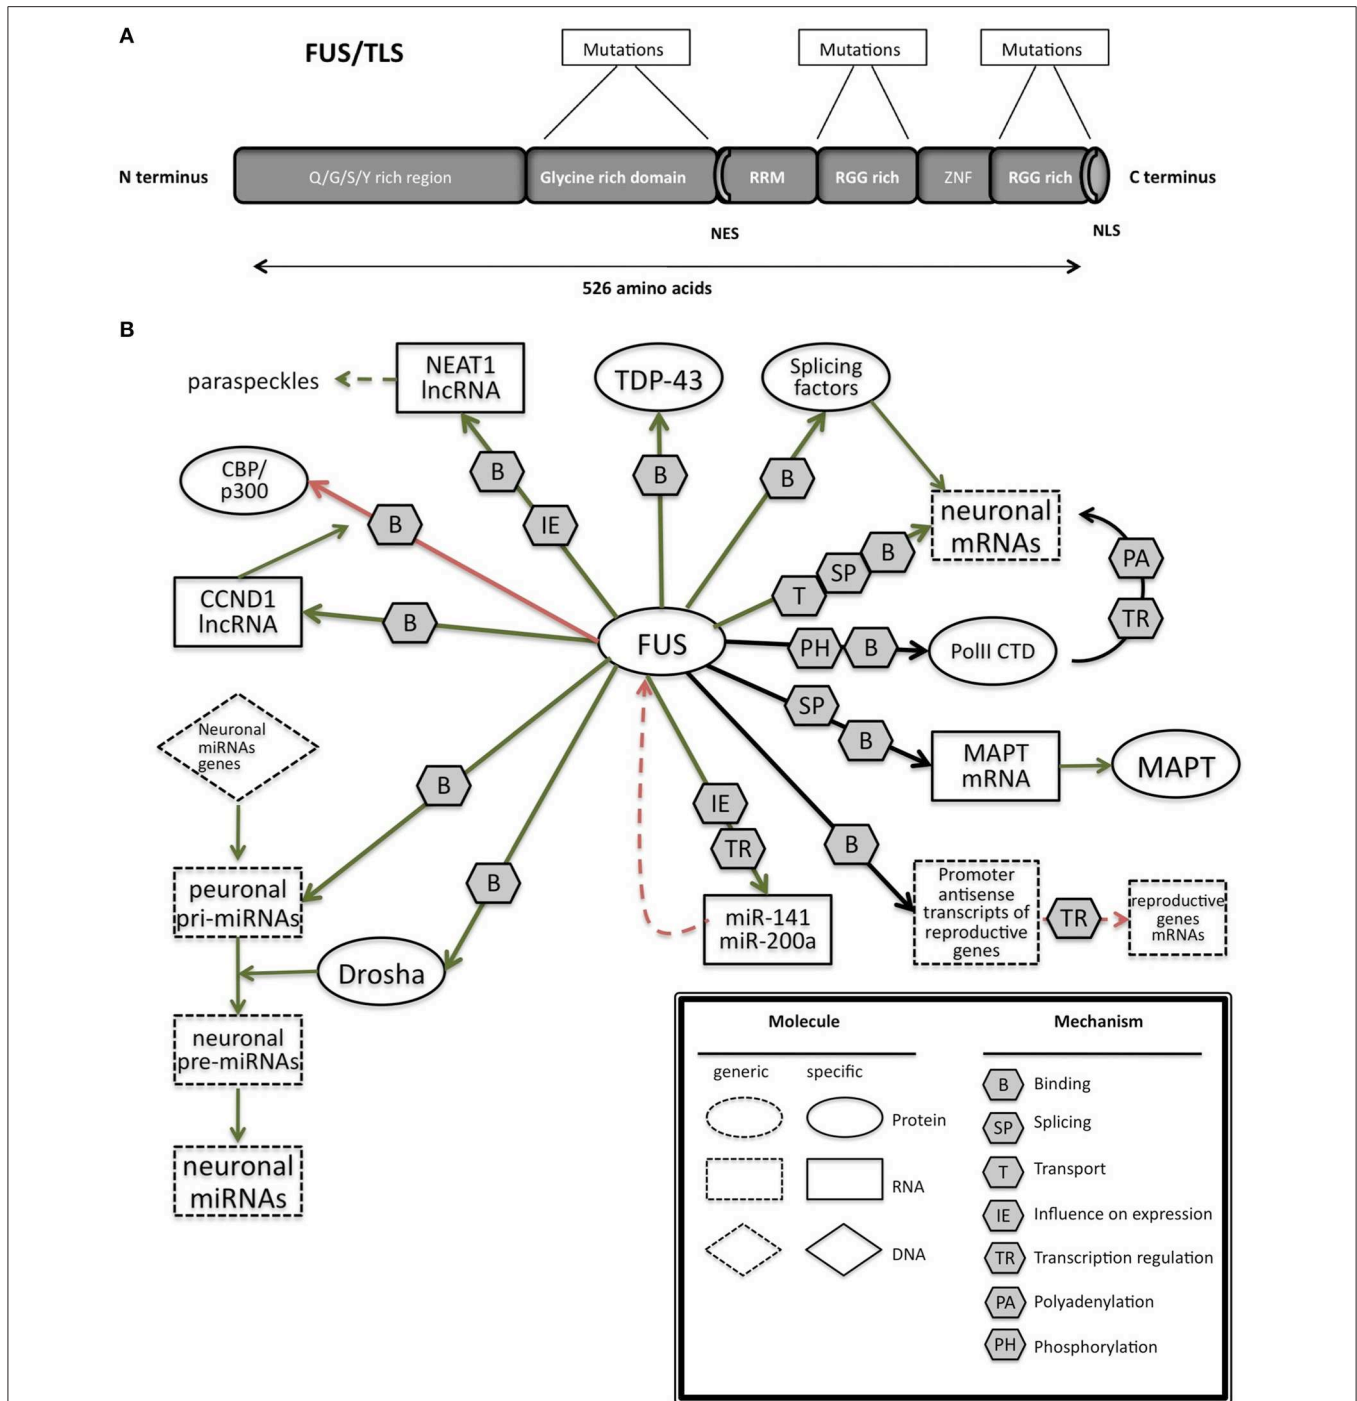 A
FUS/TLS
Mutations
Mutations
Mutations
N terminus
Q/G/S/Y rich region
Glycine rich domain
RRM
RGG rich
ZNF
RGG rich
C terminus
NES
NLS
526 amino acids
B
paraspeckles
NEAT1
lncRNA
TDP-43
Splicing
factors
CBP/
p300
B
B
B
B
IE
neuronal
mRNAs
B
SP
T
PA
TR
CCND1
lncRNA
B
FUS
PH
B
PolII CTD
SP
B
MAPT
mRNA
MAPT
Neuronal
miRNAs
genes
B
IE
TR
B
B
peuronal
pri-miRNAs
miR-141
miR-200a
Promoter
antisense
transcripts of
reproductive
genes
TR
reproductive
genes
mRNAs
Drosha
neuronal
pre-miRNAs
neuronal
miRNAs
Molecule
Mechanism
generic
specific
Protein
RNA
DNA
B Binding
SP Splicing
T Transport
IE Influence on expression
TR Transcription regulation
PA Polyadenylation
PH Phosphorylation